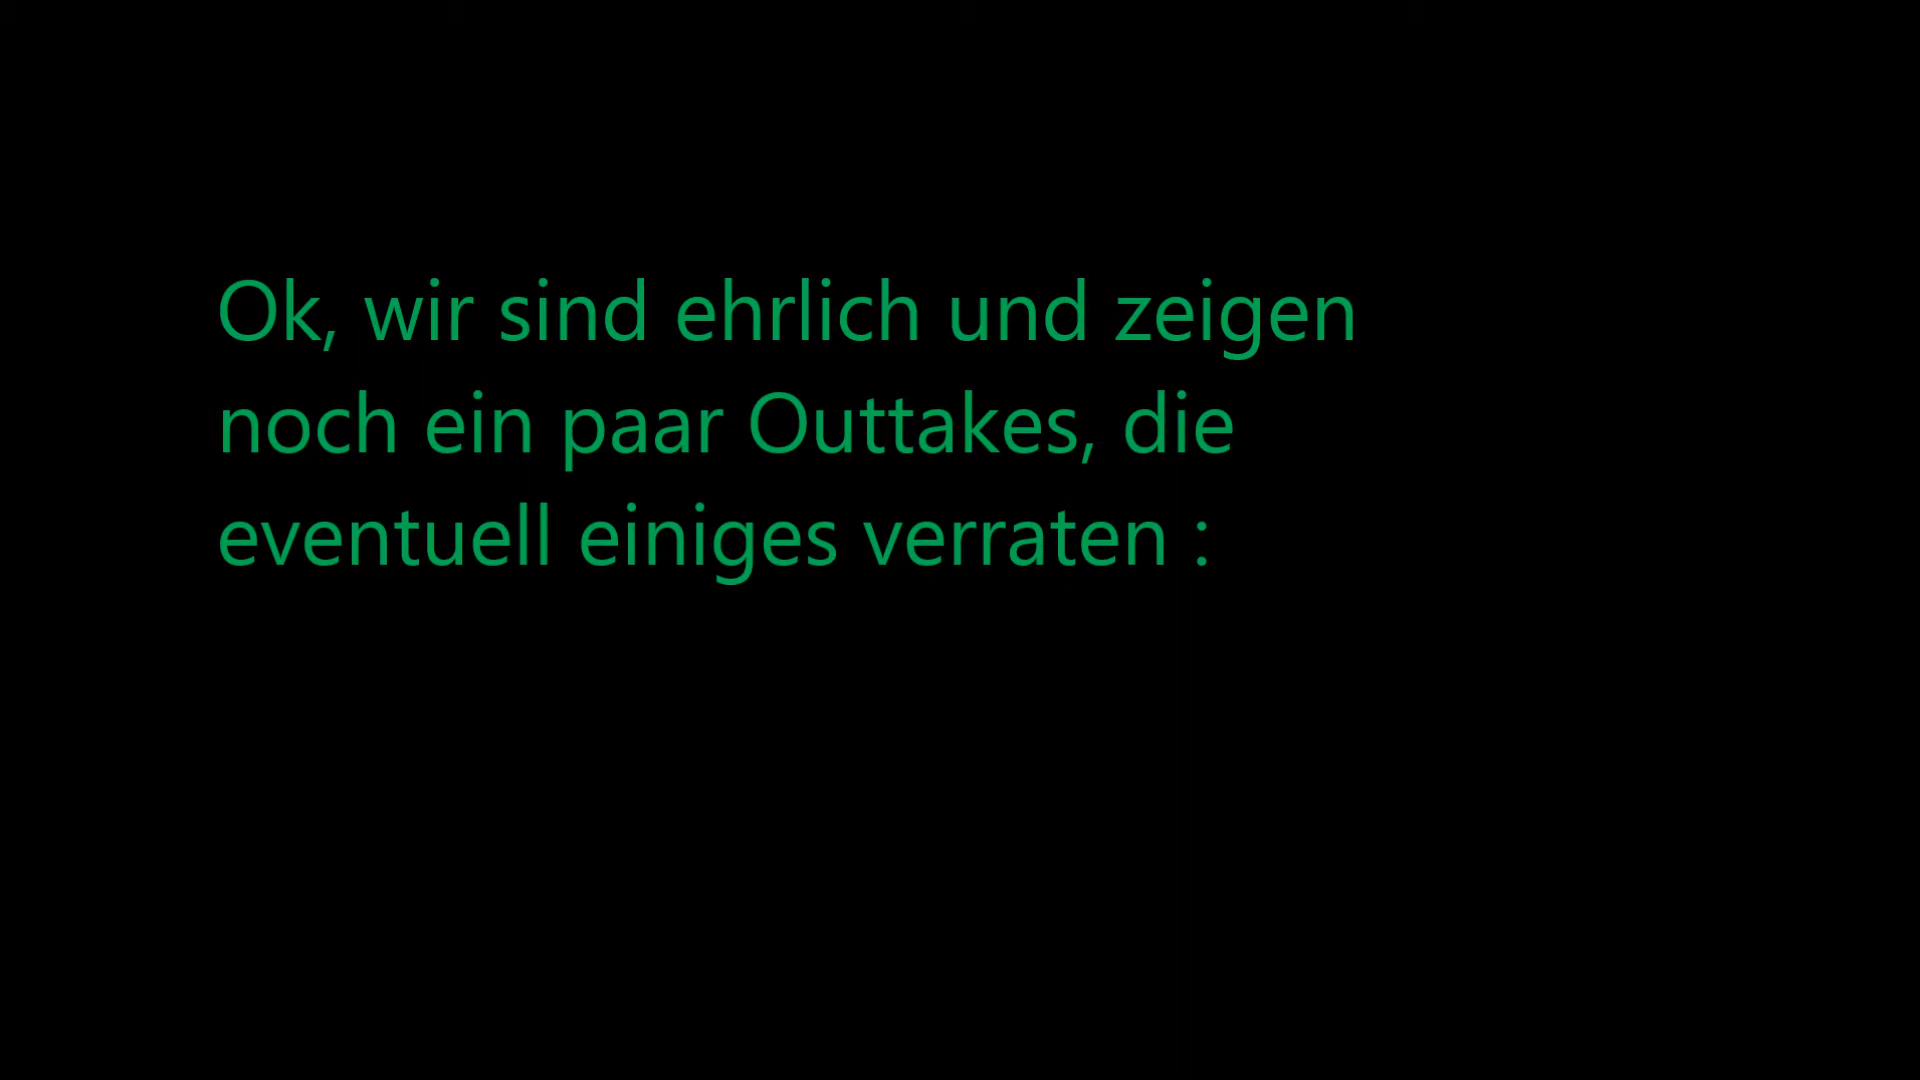 Ok, wir sind ehrlich und zeigen
noch ein paar Outtakes, die
eventuell einiges verraten :